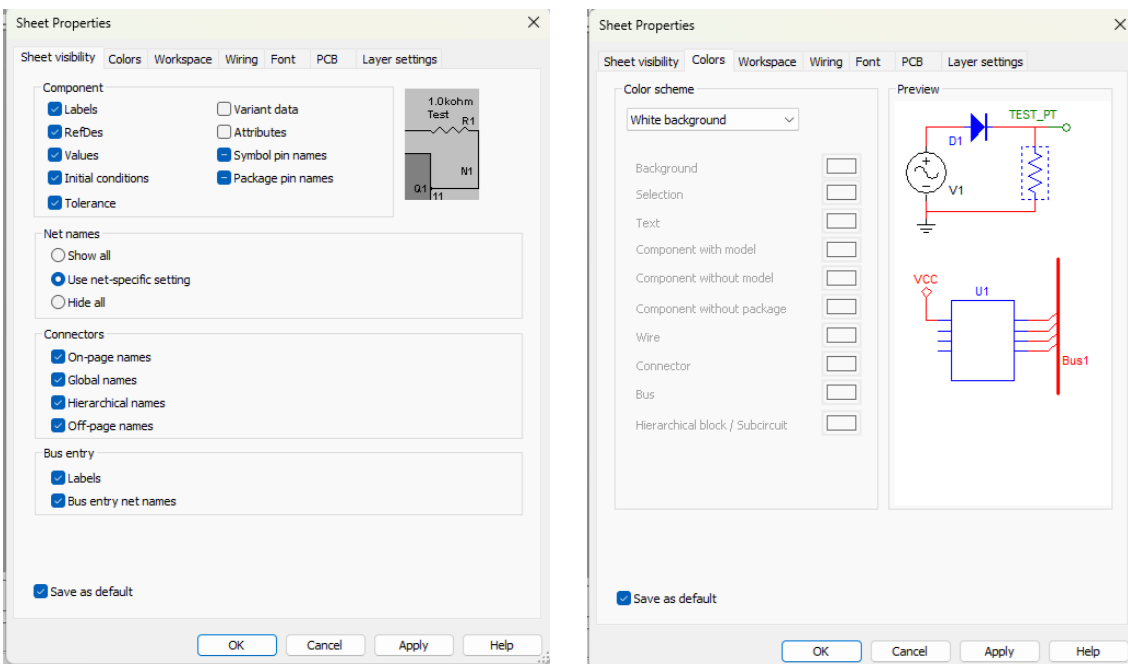 Sheet Properties
Sheet visibility Colors Workspace Wiring Font PCB Layer settings
Component
Labels
RefDes
Values
Initial conditions
Tolerance
Variant data
Attributes
Symbol pin names
Package pin names
1.0kohm
Test R1
N1
Q1 11
Net names
Show all
Use net-specific setting
Hide all
Connectors
On-page names
Global names
Hierarchical names
Off-page names
Bus entry
Labels
Bus entry net names
Save as default
OK Cancel Apply Help
Sheet Properties
Sheet visibility Colors Workspace Wiring Font PCB Layer settings
Color scheme
White background
Background
Selection
Text
Component with model
Component without model
Component without package
Wire
Connector
Bus
Hierarchical block / Subcircuit
Preview
TEST_PT
D1
V1
VCC
U1
Bus1
Save as default
OK Cancel Apply Help